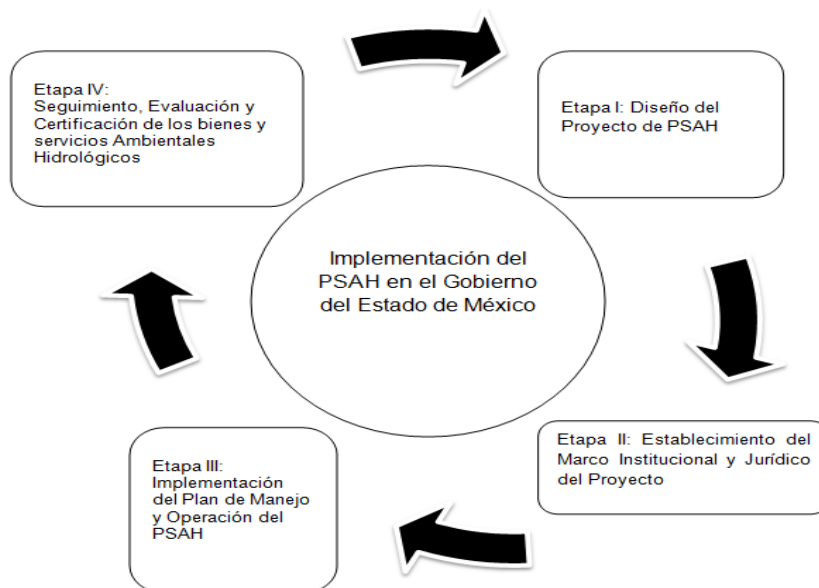 Etapa IV:
Seguimiento, Evaluación y
Certificación de los bienes y
servicios Ambientales
Hidrológicos
Etapa I: Diseño del
Proyecto de PSAH
Implementación del
PSAH en el Gobierno
del Estado de México
Etapa II: Establecimiento del
Marco Institucional y Jurídico
del Proyecto
Etapa III:
Implementación
del Plan de Manejo
y Operación del
PSAH